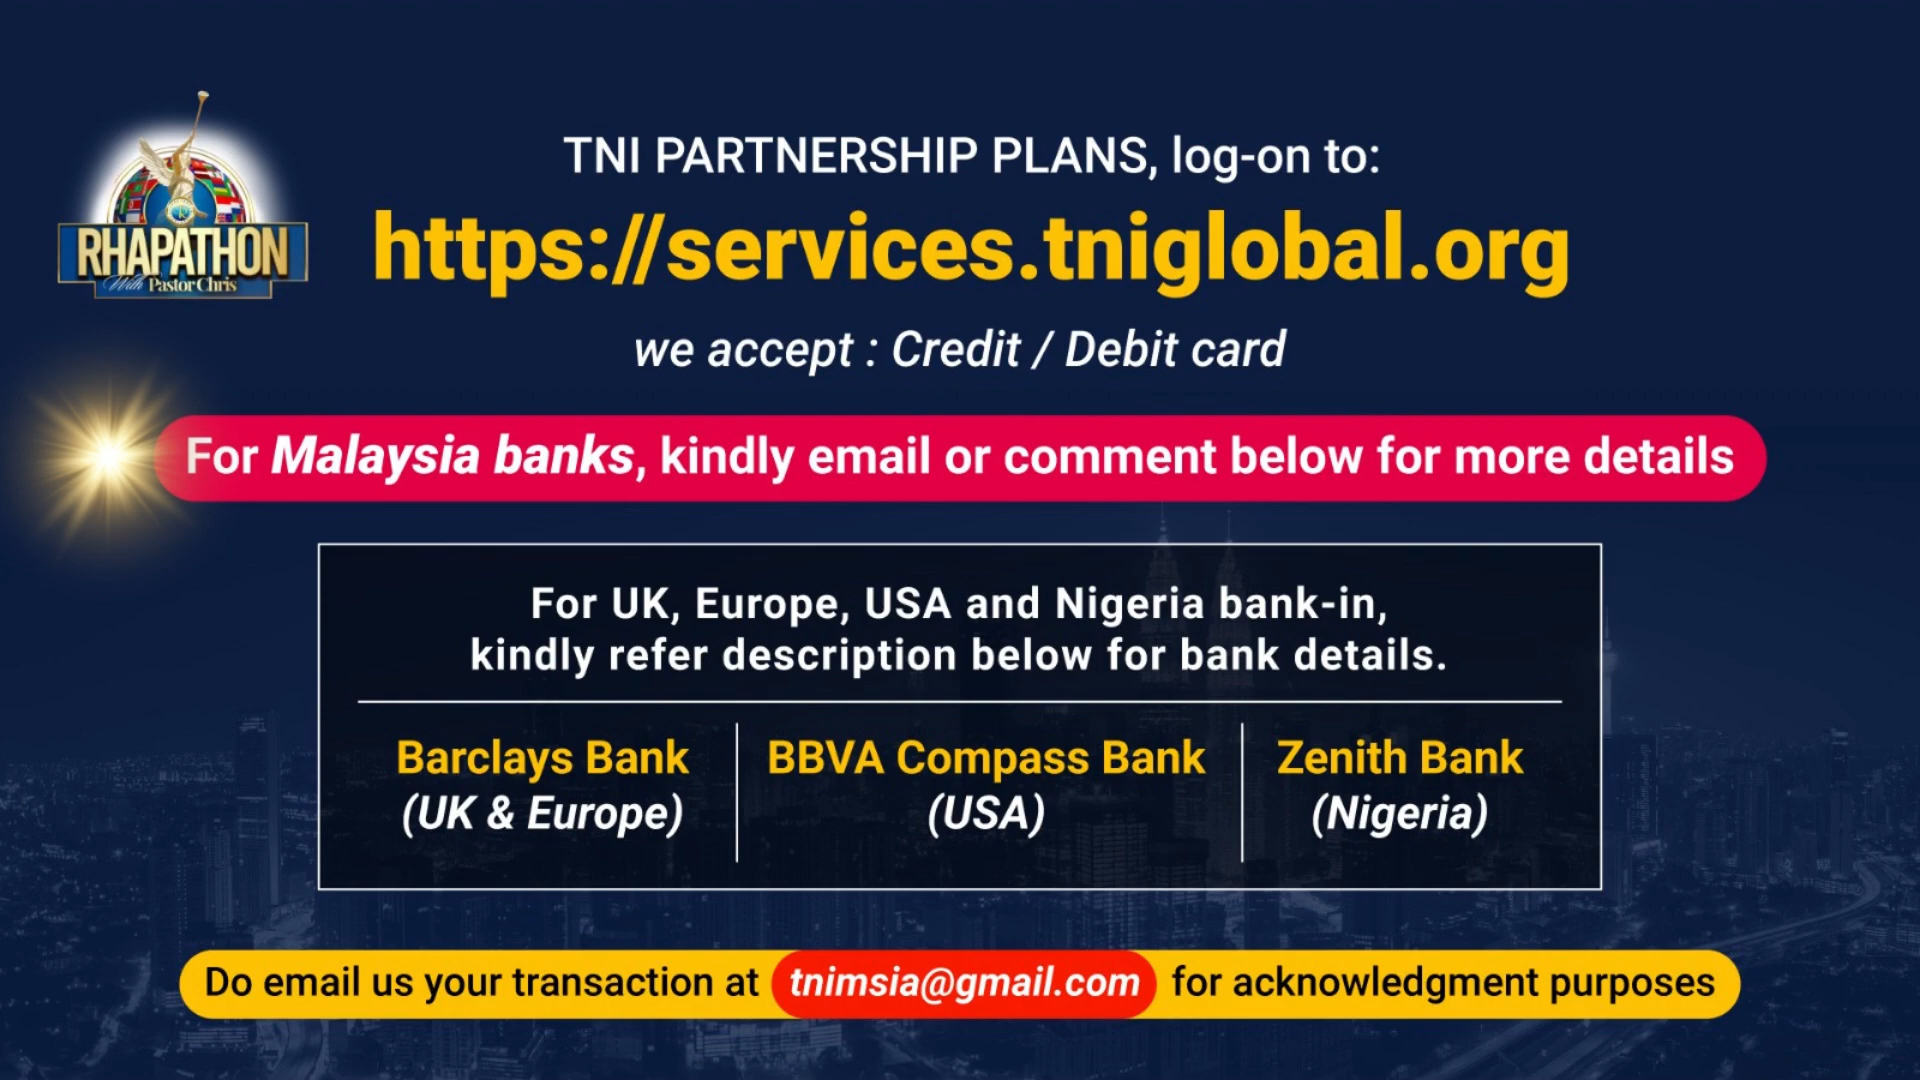 RHAPATHON
With Pastor Chris
TNI PARTNERSHIP PLANS, log-on to:
https://services.tniglobal.org
we accept : Credit / Debit card
For Malaysia banks, kindly email or comment below for more details
For UK, Europe, USA and Nigeria bank-in,
kindly refer description below for bank details.
Barclays Bank
(UK & Europe)
BBVA Compass Bank
(USA)
Zenith Bank
(Nigeria)
Do email us your transaction at tnimsia@gmail.com for acknowledgment purposes